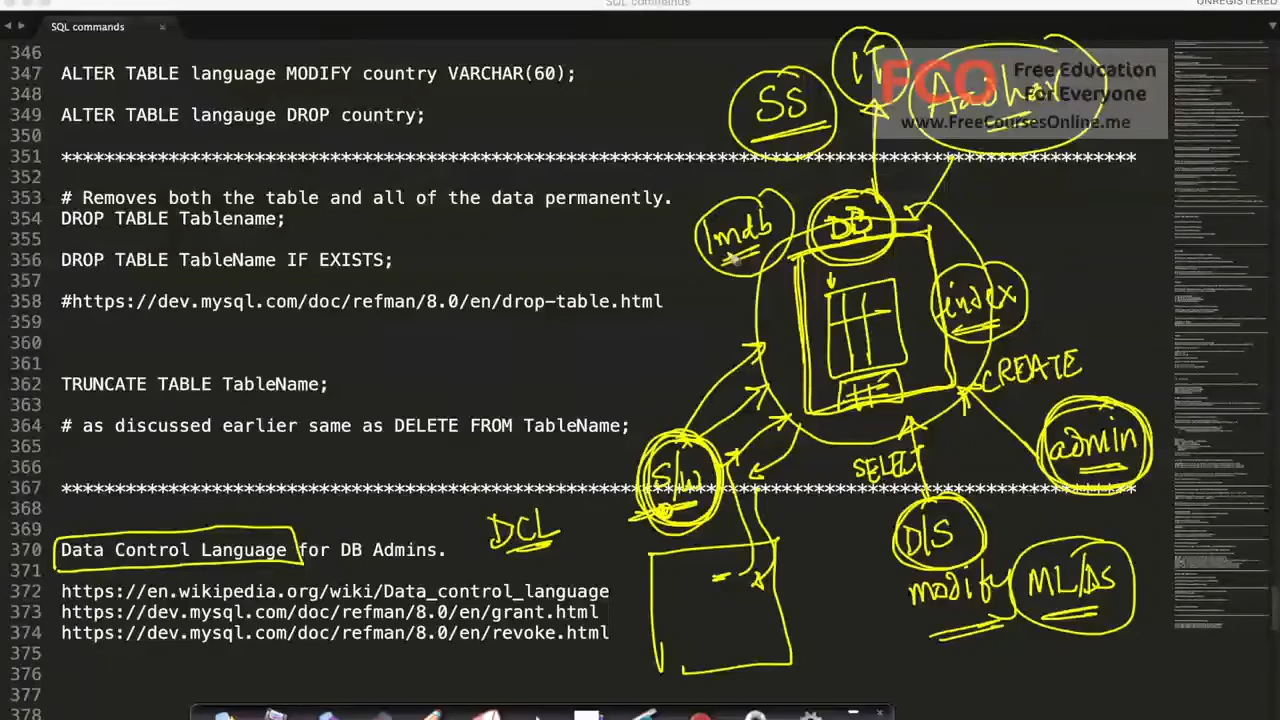 SQL commands
UNREGISTERED
SQL commands
346
347 ALTER TABLE language MODIFY country VARCHAR(60);
348
349 ALTER TABLE langauge DROP country;
350
351 ****************************************************************************************************
352
353 # Removes both the table and all of the data permanently.
354 DROP TABLE Tablename;
355
356 DROP TABLE TableName IF EXISTS;
357
358 #https://dev.mysql.com/doc/refman/8.0/en/drop-table.html
359
360
361
362 TRUNCATE TABLE TableName;
363
364 # as discussed earlier same as DELETE FROM TableName;
365
366
367 ****************************************************************************************************
368
369
370 Data Control Language for DB Admins.
371
372 https://en.wikipedia.org/wiki/Data_control_language
373 https://dev.mysql.com/doc/refman/8.0/en/grant.html
374 https://dev.mysql.com/doc/refman/8.0/en/revoke.html
375
376
377
378
FCO Free Education
For Everyone
www.FreeCoursesOnline.me
IT
SS
Aadhar
Imdb
DB
index
CREATE
admin
SELECT
S/W
DCL
D/S
modify
ML/DS